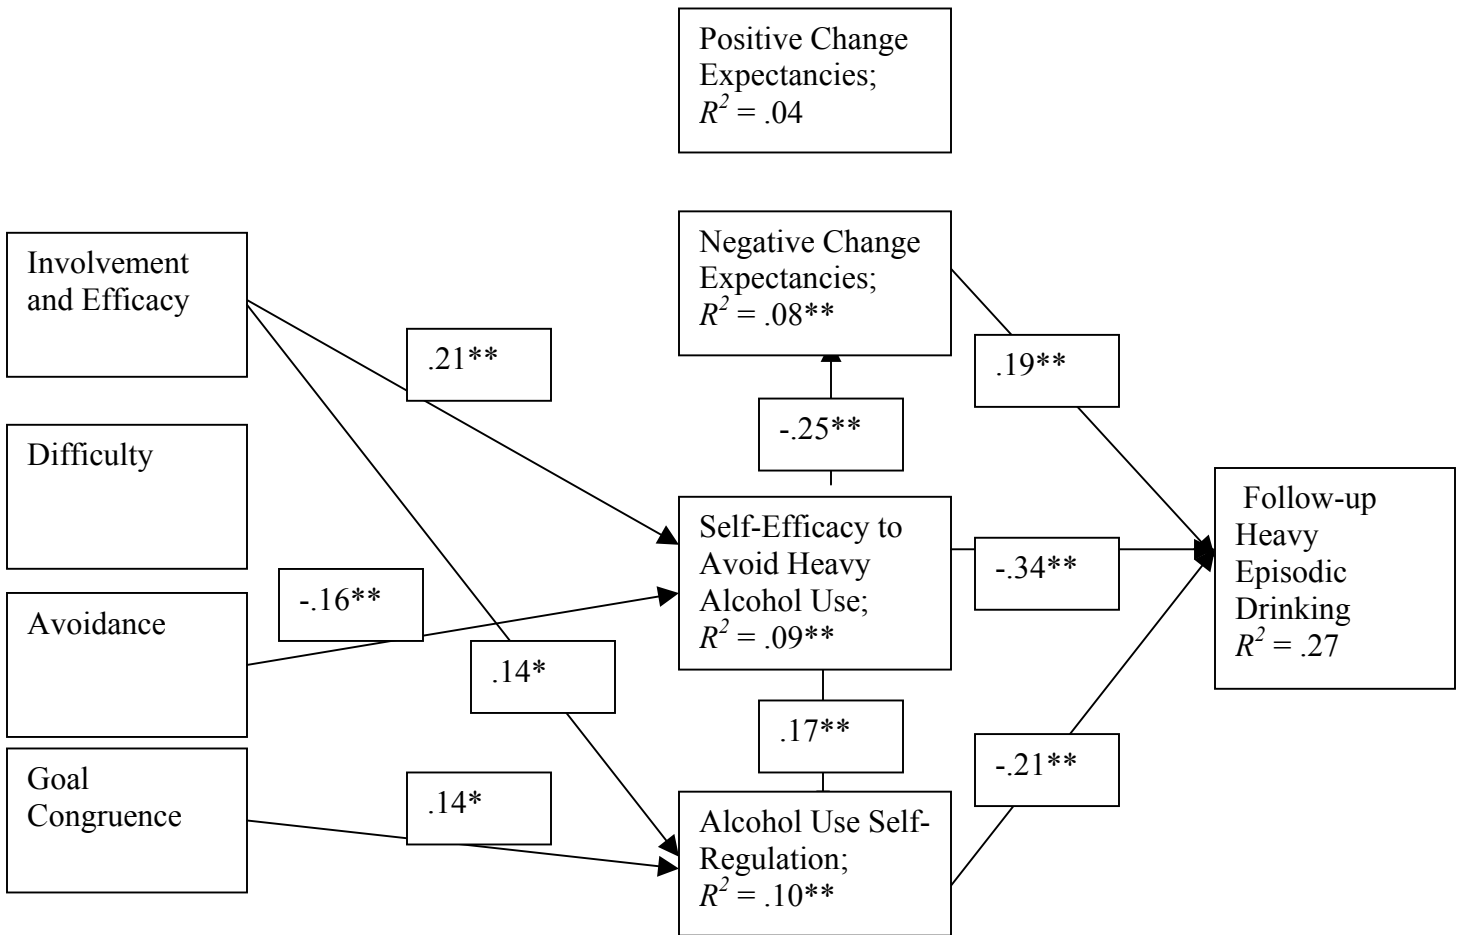 Positive Change
Expectancies;
R² = .04
Negative Change
Expectancies;
R² = .08**
Involvement
and Efficacy
.21**
.19**
-.25**
Difficulty
Self-Efficacy to
Avoid Heavy
Alcohol Use;
R² = .09**
-.34**
Follow-up
Heavy
Episodic
Drinking
R² = .27
-.16**
Avoidance
.14*
.17**
-.21**
Goal
Congruence
.14*
Alcohol Use Self-
Regulation;
R² = .10**